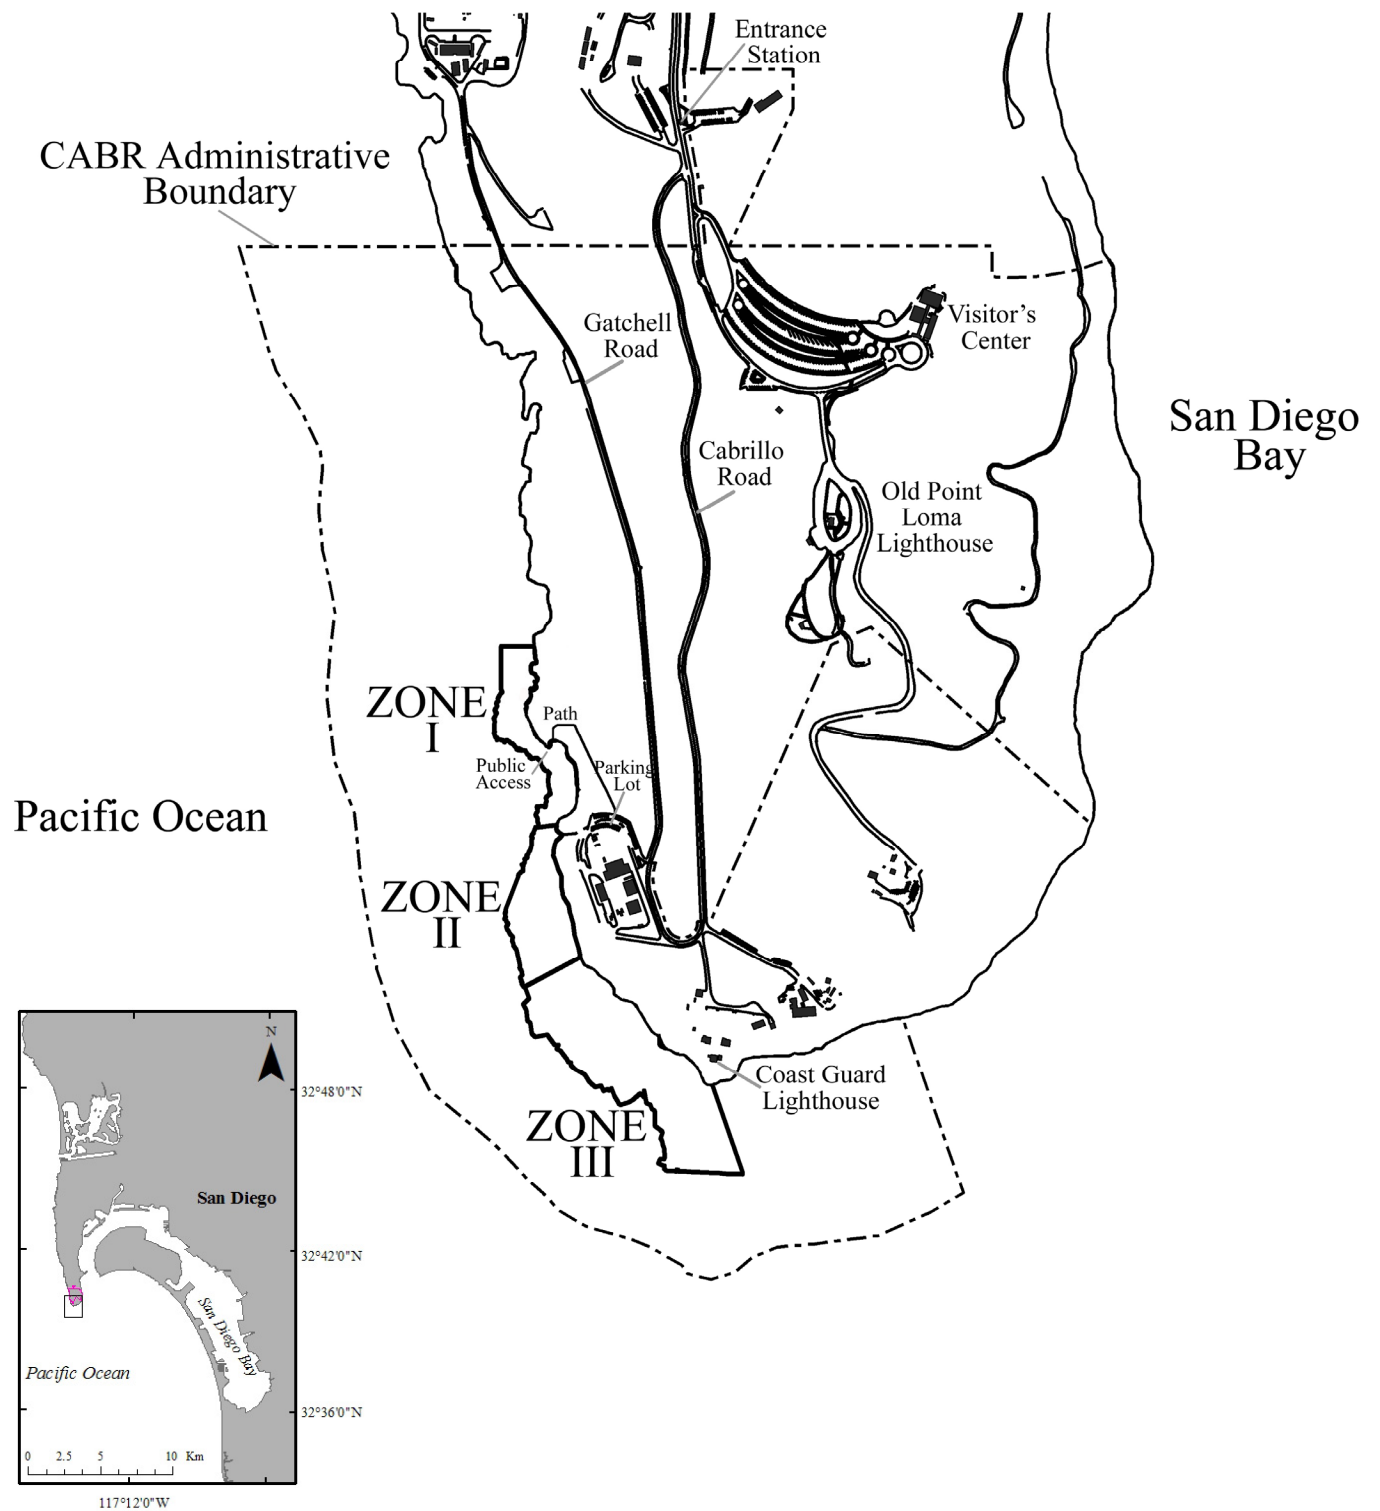 Entrance
Station
CABR Administrative
Boundary
Gatchell
Road
Visitor's
Center
San Diego
Bay
Cabrillo
Road
Old Point
Loma
Lighthouse
ZONE
I
Path
Public
Access
Parking
Lot
Pacific Ocean
ZONE
II
Coast Guard
Lighthouse
ZONE
III
N
32°48'0"N
San Diego
32°42'0"N
San Diego Bay
Pacific Ocean
32°36'0"N
0 2.5 5 10 Km
117°12'0"W